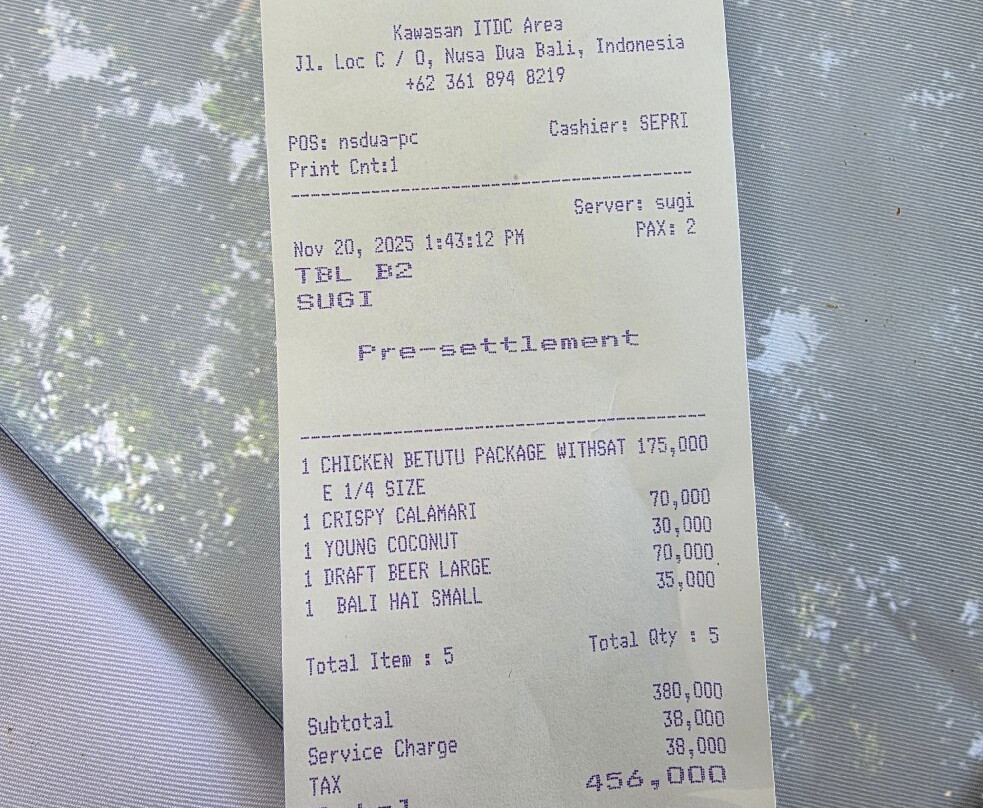 Kawasan ITDC Area
Jl. Loc C / O, Nusa Dua Bali, Indonesia
+62 361 894 8219
POS: nsdua-pc Cashier: SEPRI
Print Cnt:1
Server: sugi
Nov 20, 2025 1:43:12 PM PAX: 2
TBL B2
SUGI
Pre-settlement
1 CHICKEN BETUTU PACKAGE WITHSAT 175,000
E 1/4 SIZE
1 CRISPY CALAMARI 70,000
1 YOUNG COCONUT 30,000
1 DRAFT BEER LARGE 70,000
1 BALI HAI SMALL 35,000
Total Item : 5 Total Qty : 5
Subtotal 380,000
Service Charge 38,000
TAX 38,000
456,000